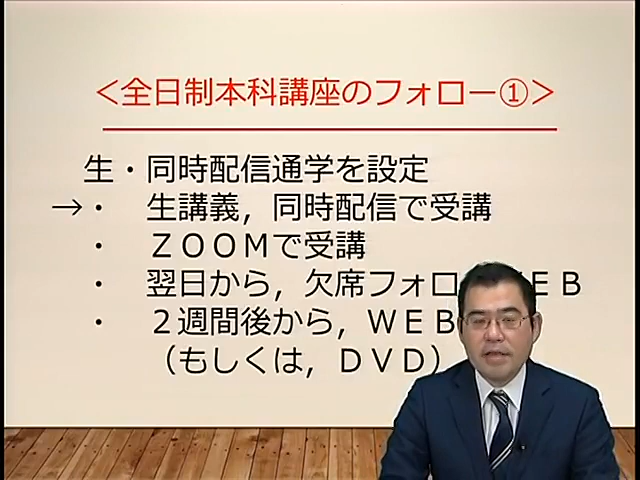 ＜全日制本科講座のフォロー①＞
生・同時配信通学を設定
→・　生講義，同時配信で受講
・　ＺＯＯＭで受講
・　翌日から，欠席フォロ ＥＢ
・　２週間後から，ＷＥＢ
（もしくは，ＤＶＤ）